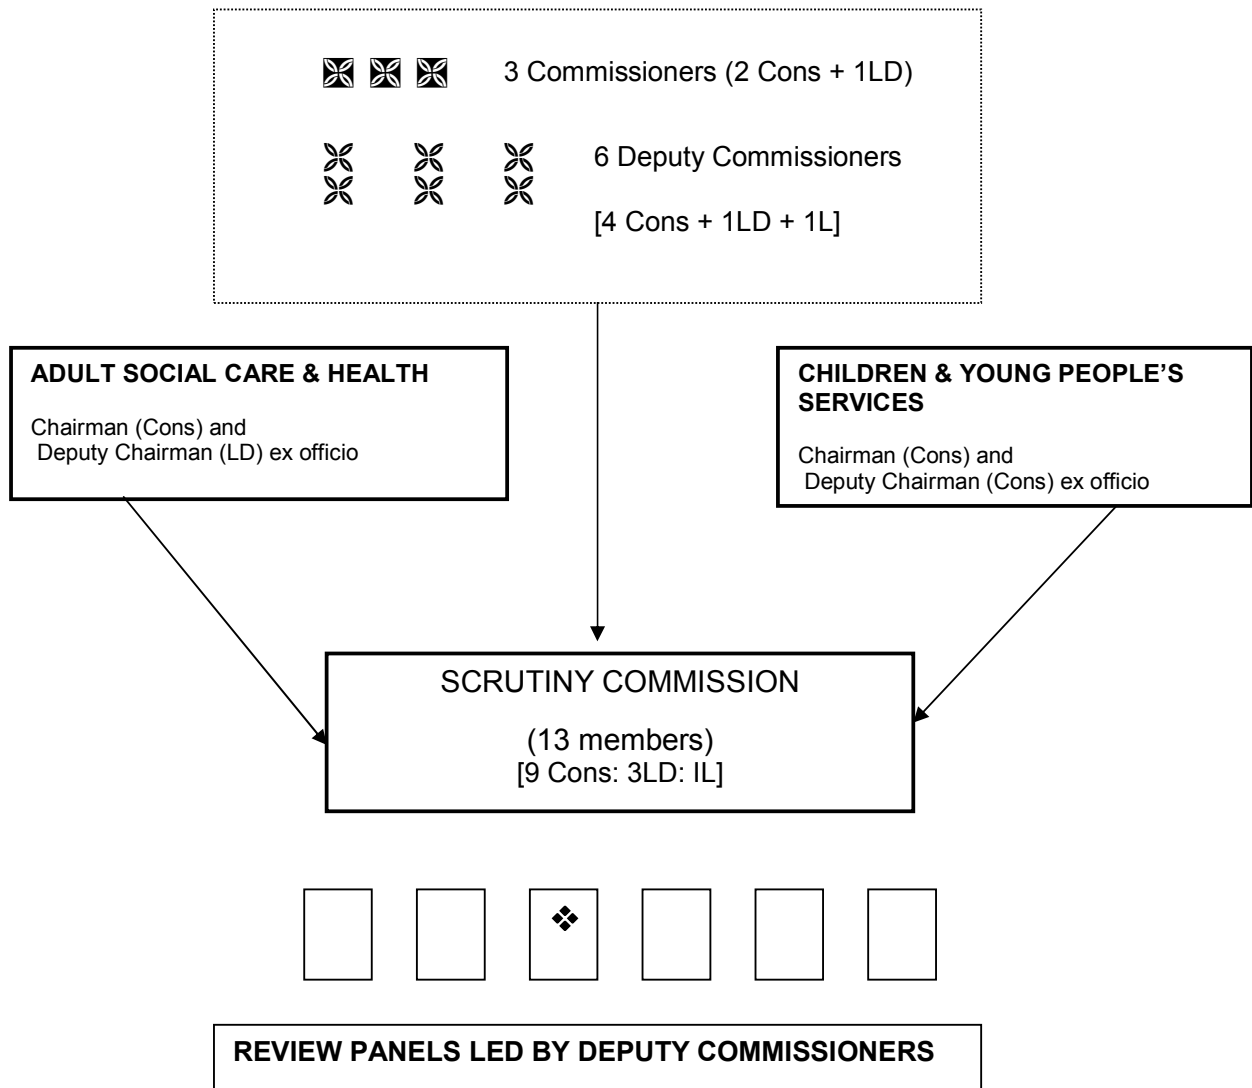 3 Commissioners (2 Cons + 1LD)
6 Deputy Commissioners
[4 Cons + 1LD + 1L]
ADULT SOCIAL CARE & HEALTH
Chairman (Cons) and
Deputy Chairman (LD) ex officio
CHILDREN & YOUNG PEOPLE’S
SERVICES
Chairman (Cons) and
Deputy Chairman (Cons) ex officio
SCRUTINY COMMISSION
(13 members)
[9 Cons: 3LD: IL]
REVIEW PANELS LED BY DEPUTY COMMISSIONERS